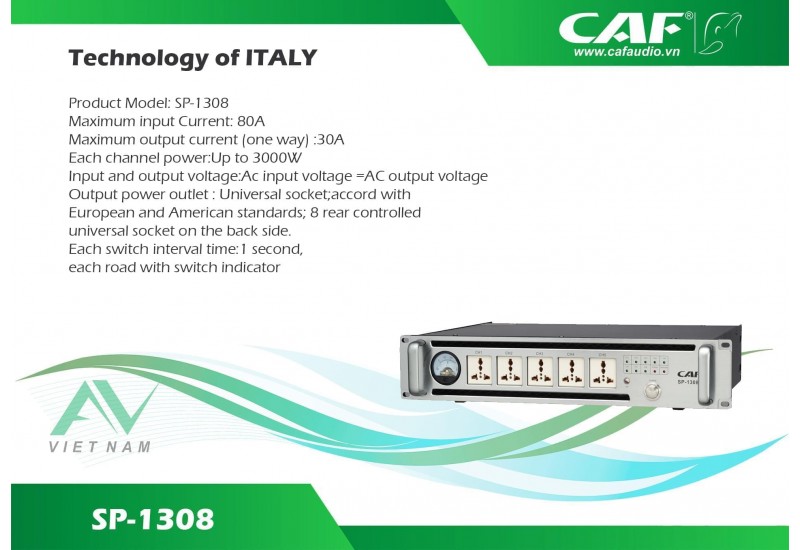 CAF®
www.cafaudio.vn
Technology of ITALY
Product Model: SP-1308
Maximum input Current: 80A
Maximum output current (one way) :30A
Each channel power:Up to 3000W
Input and output voltage:Ac input voltage =AC output voltage
Output power outlet : Universal socket;accord with
European and American standards; 8 rear controlled
universal socket on the back side.
Each switch interval time:1 second,
each road with switch indicator
CAF
SP-1308
AV
VIET NAM
SP-1308